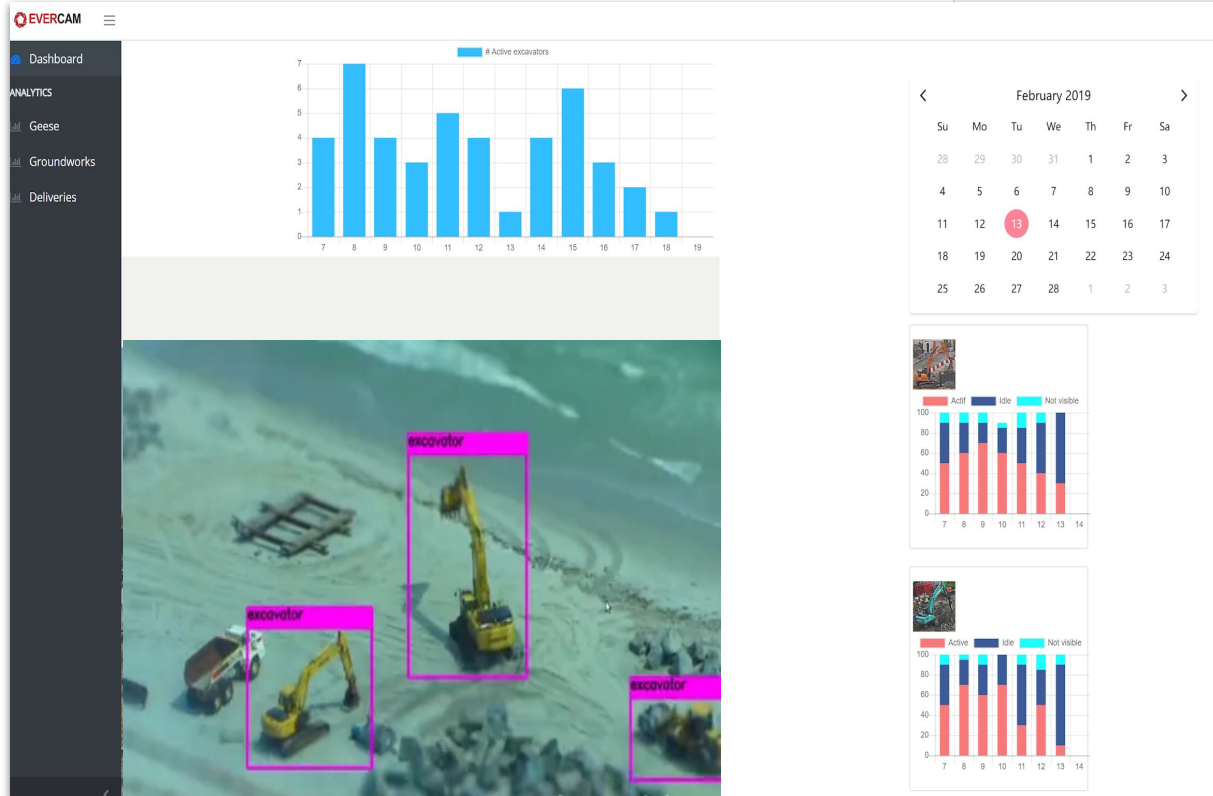 EVERCAM
Dashboard
ANALYTICS
Geese
Groundworks
Deliveries
# Active excavators
7
6
5
4
3
2
1
0
7 8 9 10 11 12 13 14 15 16 17 18 19
excavator
excavator
excavator
February 2019
Su Mo Tu We Th Fr Sa
28 29 30 31 1 2 3
4 5 6 7 8 9 10
11 12 13 14 15 16 17
18 19 20 21 22 23 24
25 26 27 28 1 2 3
Actif Idle Not visible
100
80
60
40
20
0
7 8 9 10 11 12 13 14
Active Idle Not visible
100
80
60
40
20
0
7 8 9 10 11 12 13 14